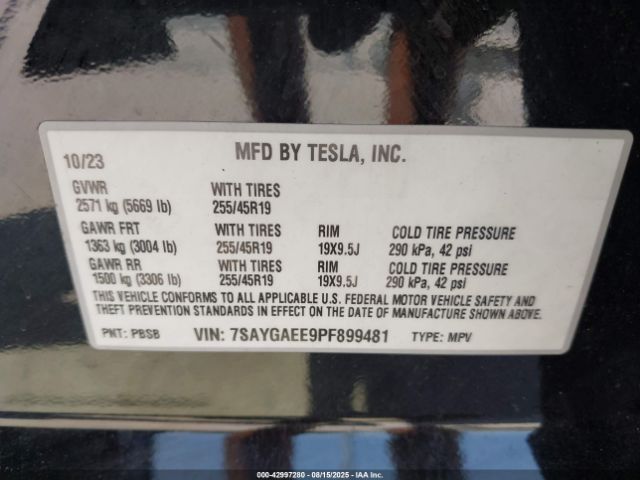 10/23 MFD BY TESLA, INC.
GVWR WITH TIRES
2571 kg (5669 lb) 255/45R19
GAWR FRT WITH TIRES RIM COLD TIRE PRESSURE
1363 kg (3004 lb) 255/45R19 19X9.5J 290 kPa, 42 psi
GAWR RR WITH TIRES RIM COLD TIRE PRESSURE
1500 kg (3306 lb) 255/45R19 19X9.5J 290 kPa, 42 psi
THIS VEHICLE CONFORMS TO ALL APPLICABLE U.S. FEDERAL MOTOR VEHICLE SAFETY AND
THEFT PREVENTION STANDARDS IN EFFECT ON THE DATE OF MANUFACTURE SHOWN ABOVE.
PNT: PBSB VIN: 7SAYGAEE9PF899481 TYPE: MPV
000-42997280 - 08/15/2025 - IAA Inc.